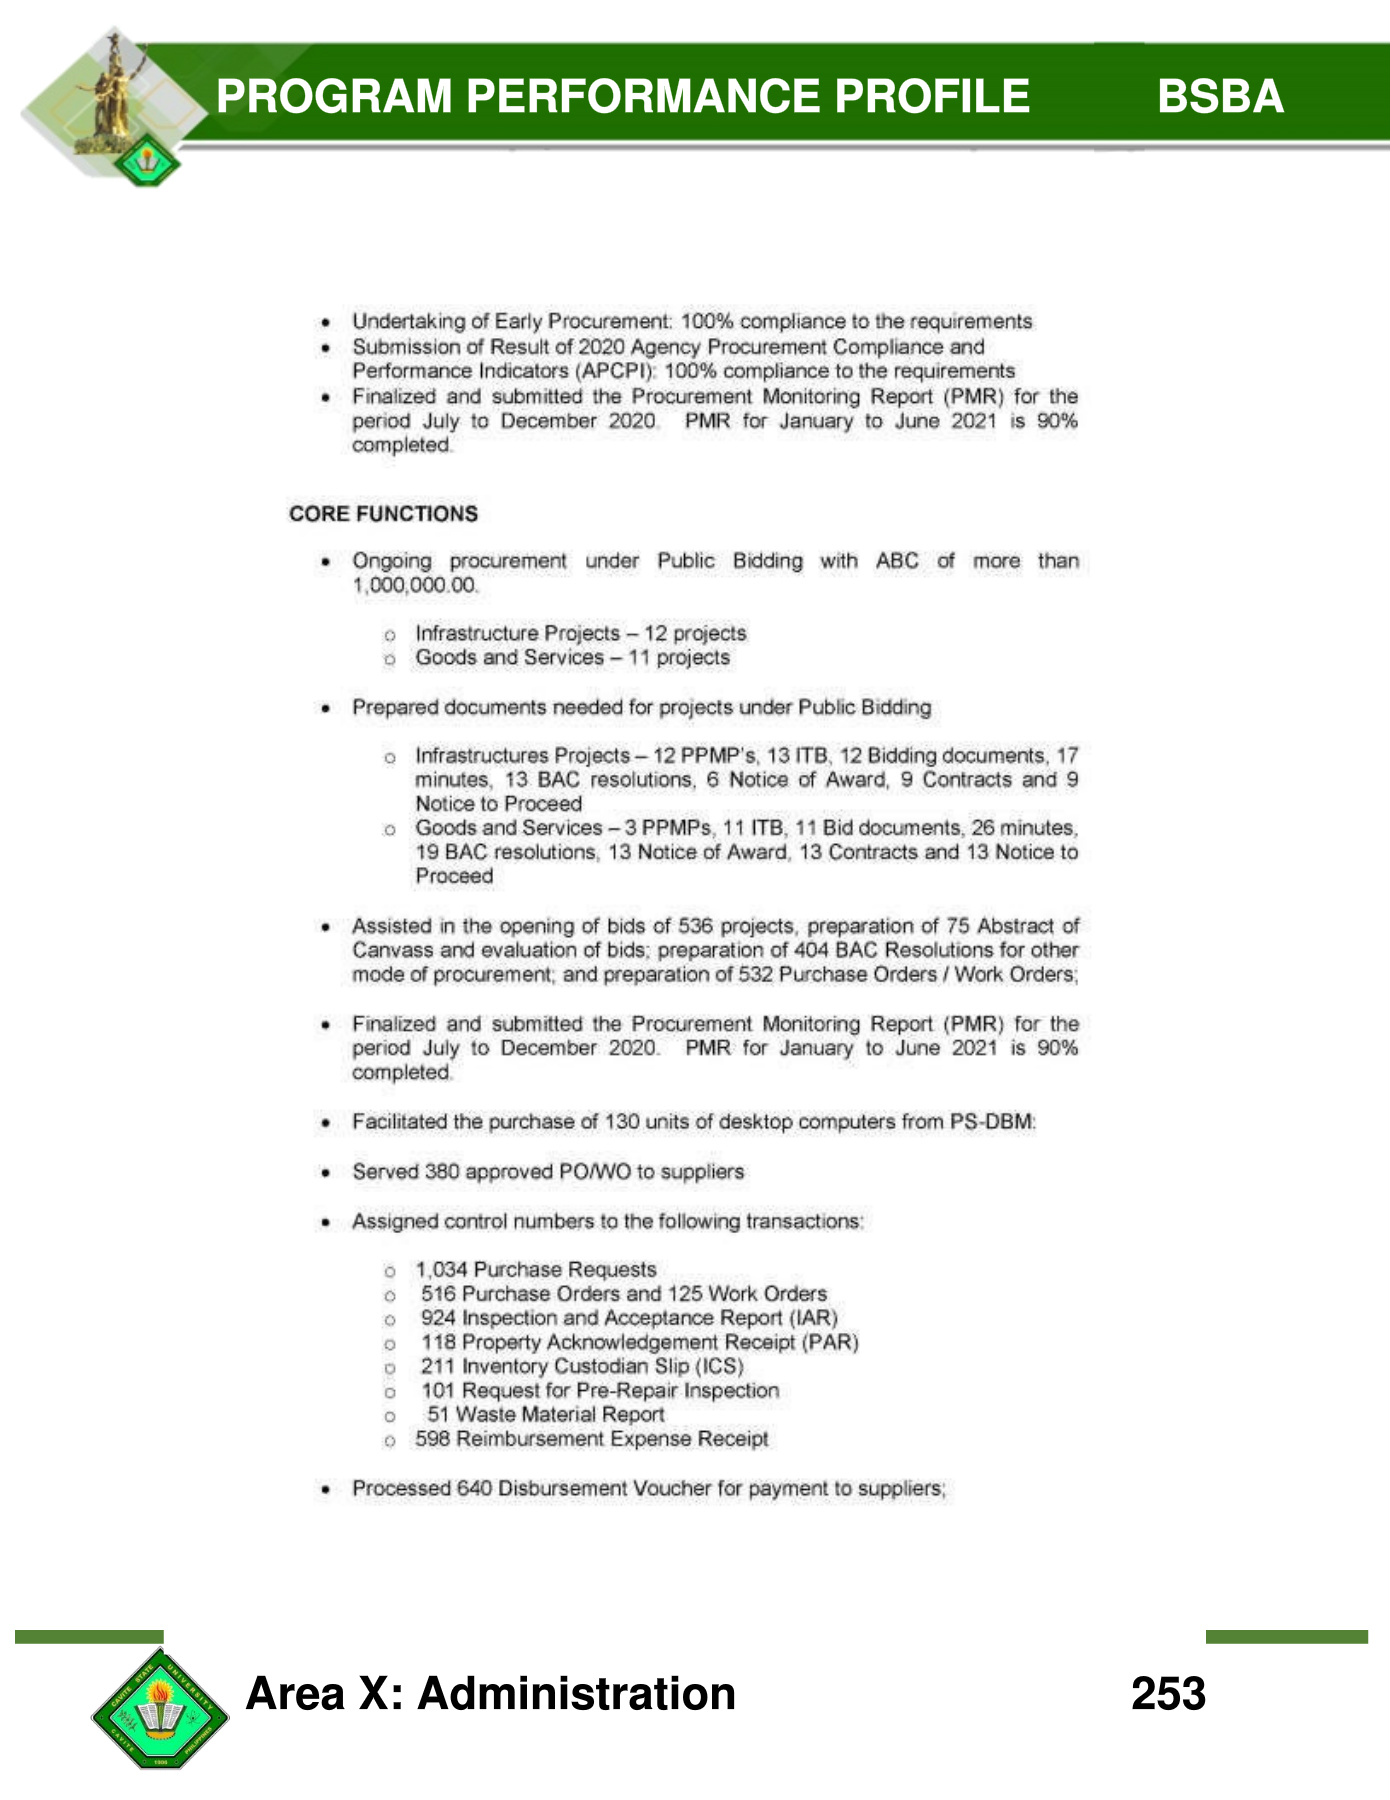 PROGRAM PERFORMANCE PROFILE BSBA
• Undertaking of Early Procurement: 100% compliance to the requirements
• Submission of Result of 2020 Agency Procurement Compliance and
Performance Indicators (APCPI): 100% compliance to the requirements
• Finalized and submitted the Procurement Monitoring Report (PMR) for the
period July to December 2020. PMR for January to June 2021 is 90%
completed.
CORE FUNCTIONS
• Ongoing procurement under Public Bidding with ABC of more than
1,000,000.00.
o Infrastructure Projects – 12 projects
o Goods and Services – 11 projects
• Prepared documents needed for projects under Public Bidding
o Infrastructures Projects – 12 PPMP's, 13 ITB, 12 Bidding documents, 17
minutes, 13 BAC resolutions, 6 Notice of Award, 9 Contracts and 9
Notice to Proceed
o Goods and Services – 3 PPMPs, 11 ITB, 11 Bid documents, 26 minutes,
19 BAC resolutions, 13 Notice of Award, 13 Contracts and 13 Notice to
Proceed
• Assisted in the opening of bids of 536 projects, preparation of 75 Abstract of
Canvass and evaluation of bids; preparation of 404 BAC Resolutions for other
mode of procurement; and preparation of 532 Purchase Orders / Work Orders;
• Finalized and submitted the Procurement Monitoring Report (PMR) for the
period July to December 2020. PMR for January to June 2021 is 90%
completed.
• Facilitated the purchase of 130 units of desktop computers from PS-DBM:
• Served 380 approved PO/WO to suppliers
• Assigned control numbers to the following transactions:
o 1,034 Purchase Requests
o 516 Purchase Orders and 125 Work Orders
o 924 Inspection and Acceptance Report (IAR)
o 118 Property Acknowledgement Receipt (PAR)
o 211 Inventory Custodian Slip (ICS)
o 101 Request for Pre-Repair Inspection
o 51 Waste Material Report
o 598 Reimbursement Expense Receipt
• Processed 640 Disbursement Voucher for payment to suppliers;
CAVITE STATE UNIVERSITY
CAVITE PHILIPPINES
1906
Area X: Administration 253